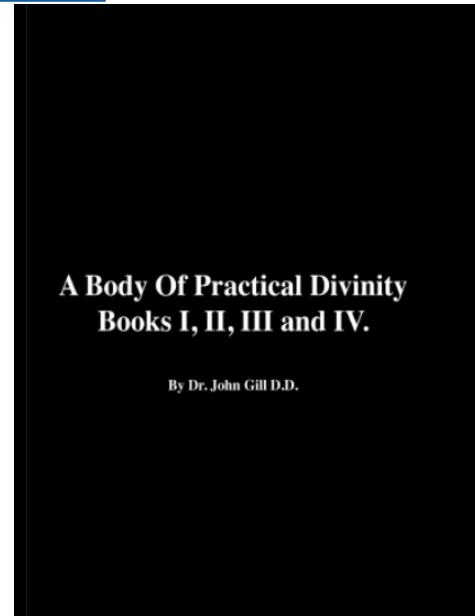 A Body Of Practical Divinity
Books I, II, III and IV.
By Dr. John Gill D.D.